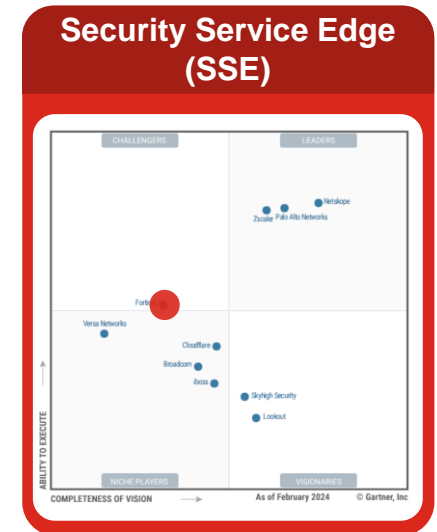 Security Service Edge
(SSE)
CHALLENGERS
LEADERS
Netskope
Zscaler
Palo Alto Networks
Versa Networks
Cloudflare
Broadcom
iboss
Skyhigh Security
Lookout
ABILITY TO EXECUTE
NICHE PLAYERS
VISIONARIES
COMPLETENESS OF VISION
As of February 2024
© Gartner, Inc